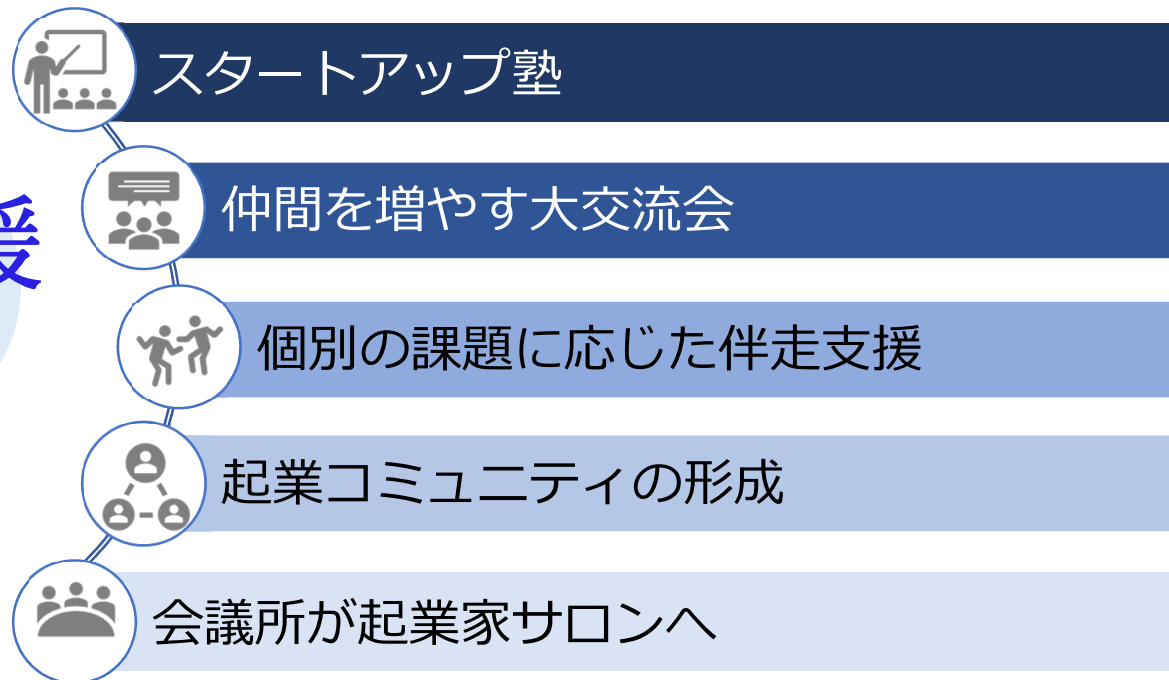 スタートアップ塾
仲間を増やす大交流会
援
個別の課題に応じた伴走支援
起業コミュニティの形成
会議所が起業家サロンへ